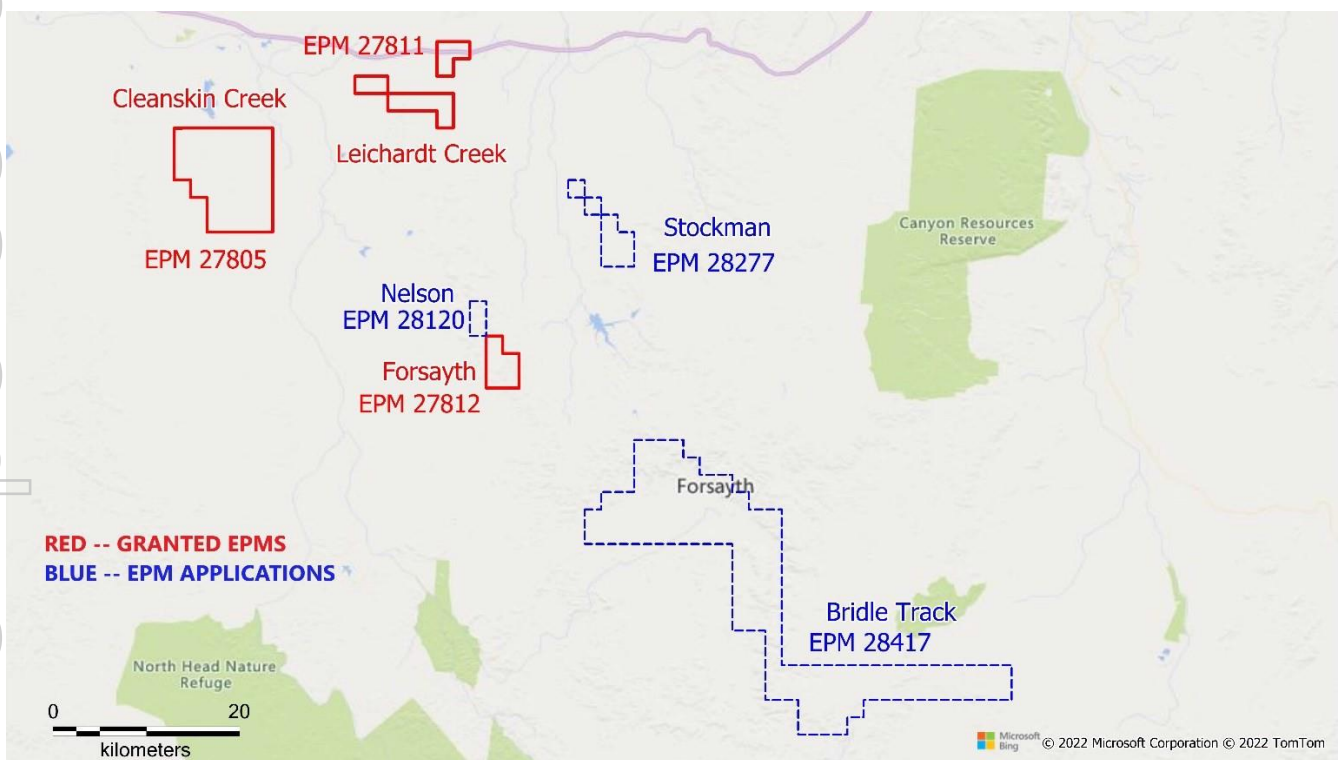 EPM 27811
Cleanskin Creek
Leichardt Creek
EPM 27805
Canyon Resources
Reserve
Stockman
EPM 28277
Nelson
EPM 28120
Forsayth
EPM 27812
Forsayth
RED -- GRANTED EPMS
BLUE -- EPM APPLICATIONS
Bridle Track
EPM 28417
North Head Nature
Refuge
0 20
kilometers
Microsoft
Bing
© 2022 Microsoft Corporation © 2022 TomTom